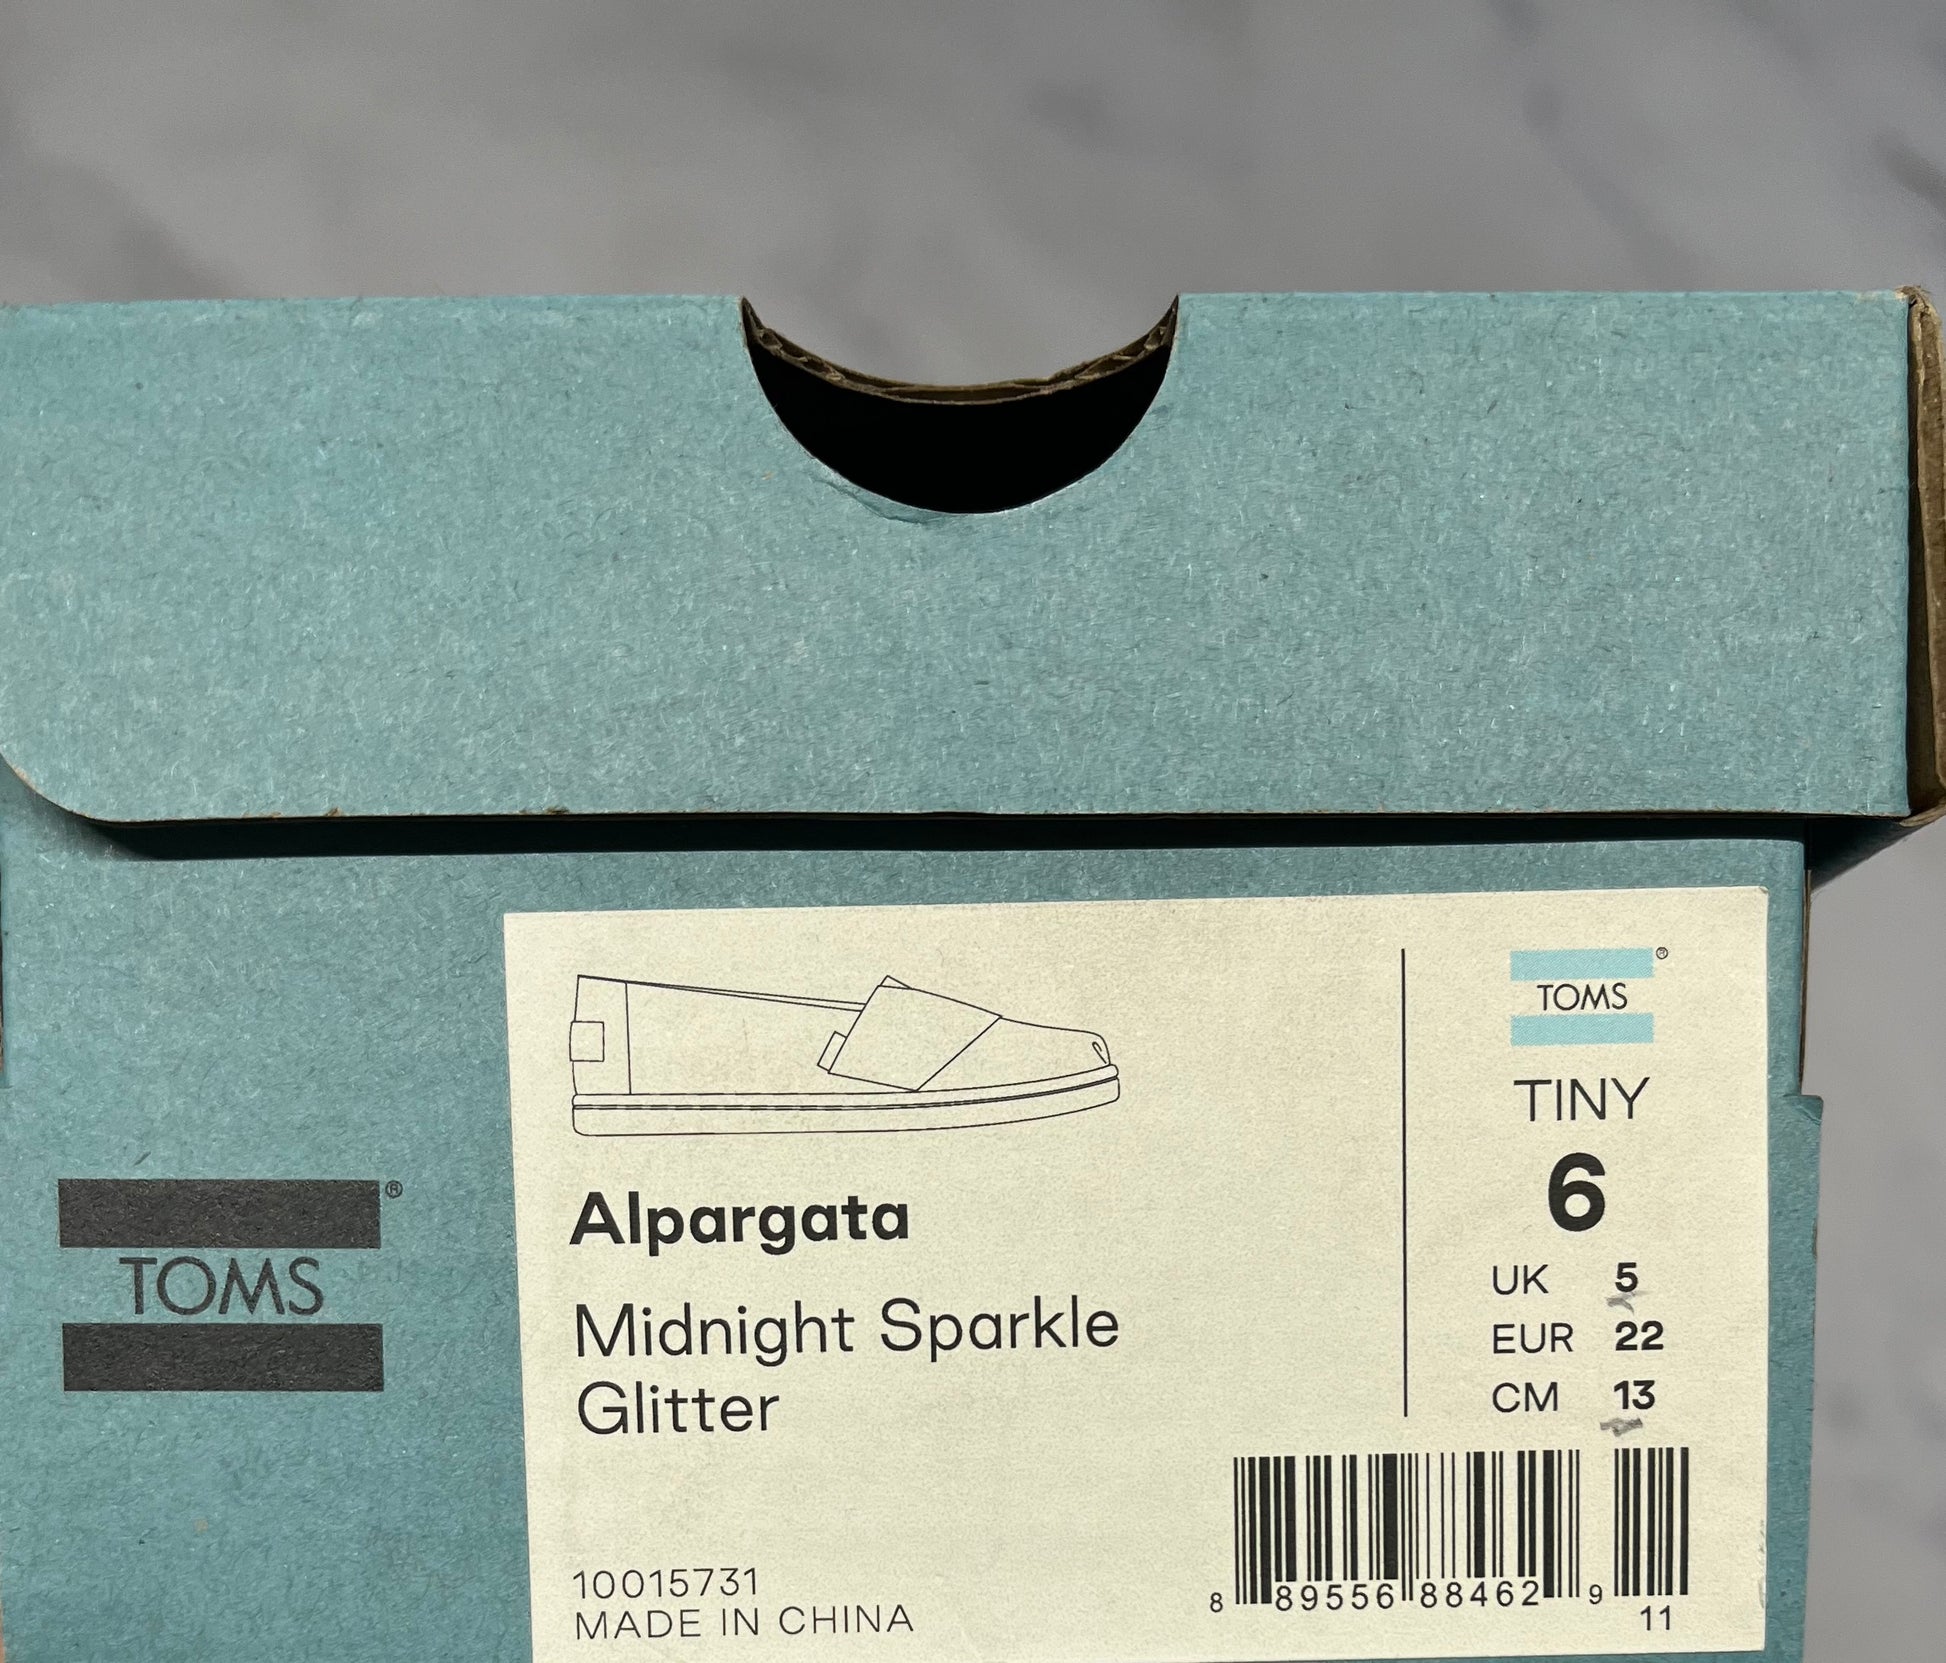 TOMS®
Alpargata
Midnight Sparkle
Glitter
10015731
MADE IN CHINA
TOMS®
TINY
6
UK 5
EUR 22
CM 13
8 89556 88462 9
11